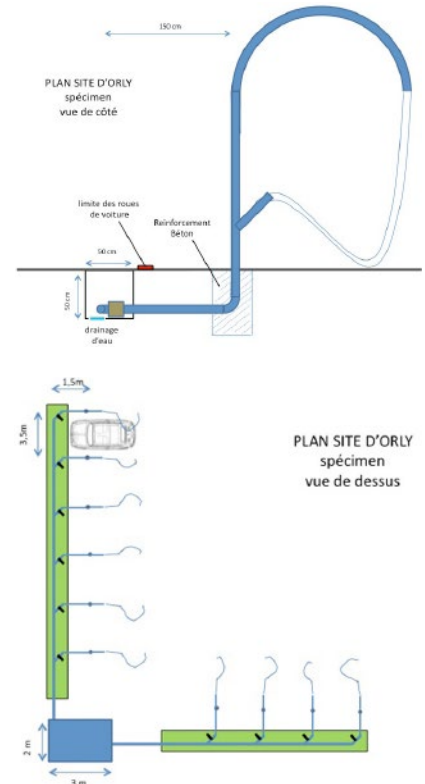 150 cm
PLAN SITE D'ORLY
spécimen
vue de côté
limite des roues
de voiture
Reinforcement
Béton
50 cm
50 cm
drainage
d'eau
1,5m
3,5m
PLAN SITE D'ORLY
spécimen
vue de dessus
2 m
3 m